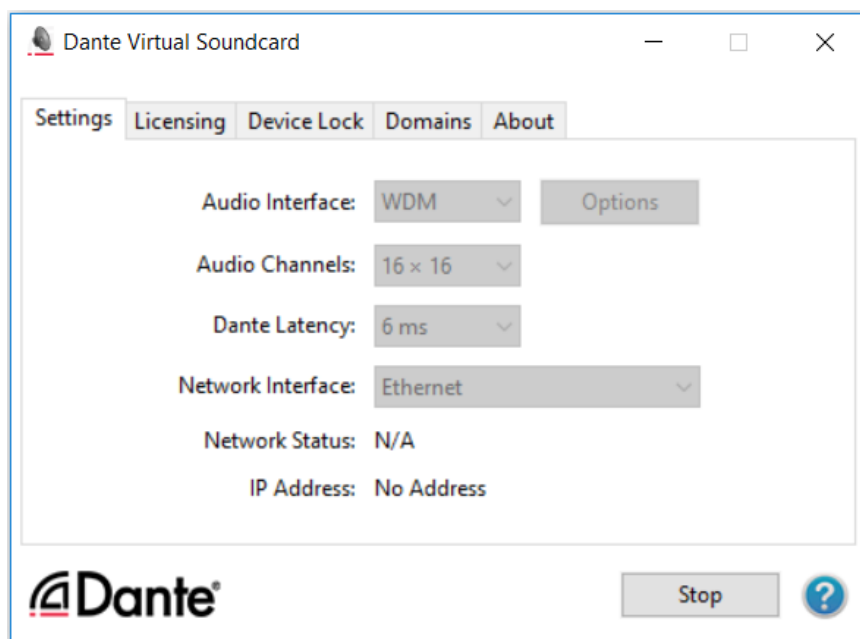 Dante Virtual Soundcard
Settings Licensing Device Lock Domains About
Audio Interface: WDM Options
Audio Channels: 16 × 16
Dante Latency: 6 ms
Network Interface: Ethernet
Network Status: N/A
IP Address: No Address
Dante® Stop ?